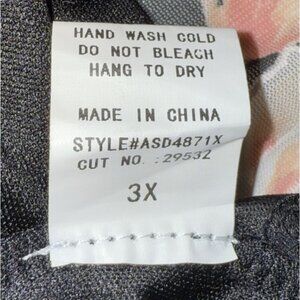 HAND WASH COLD
DO NOT BLEACH
HANG TO DRY
MADE IN CHINA
STYLE#ASD4871X
CUT NO. :29532
3X